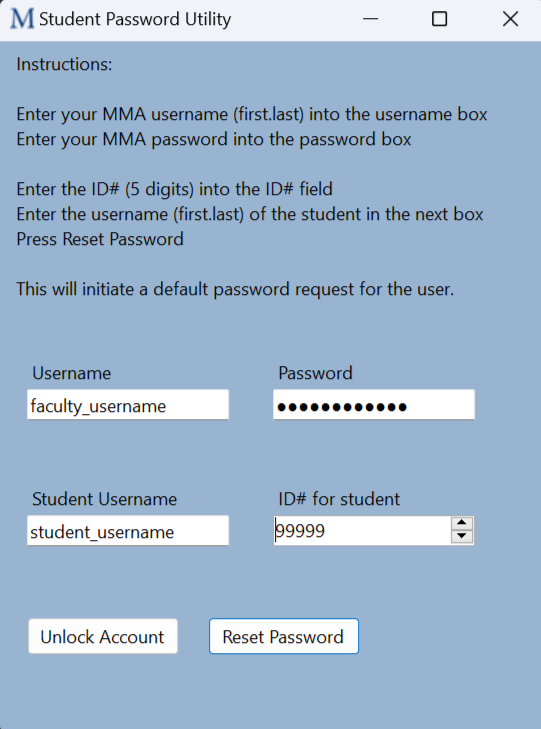 M Student Password Utility
Instructions:
Enter your MMA username (first.last) into the username box
Enter your MMA password into the password box
Enter the ID# (5 digits) into the ID# field
Enter the username (first.last) of the student in the next box
Press Reset Password
This will initiate a default password request for the user.
Username Password
faculty_username ●●●●●●●●●●●●
Student Username ID# for student
student_username 99999
Unlock Account Reset Password